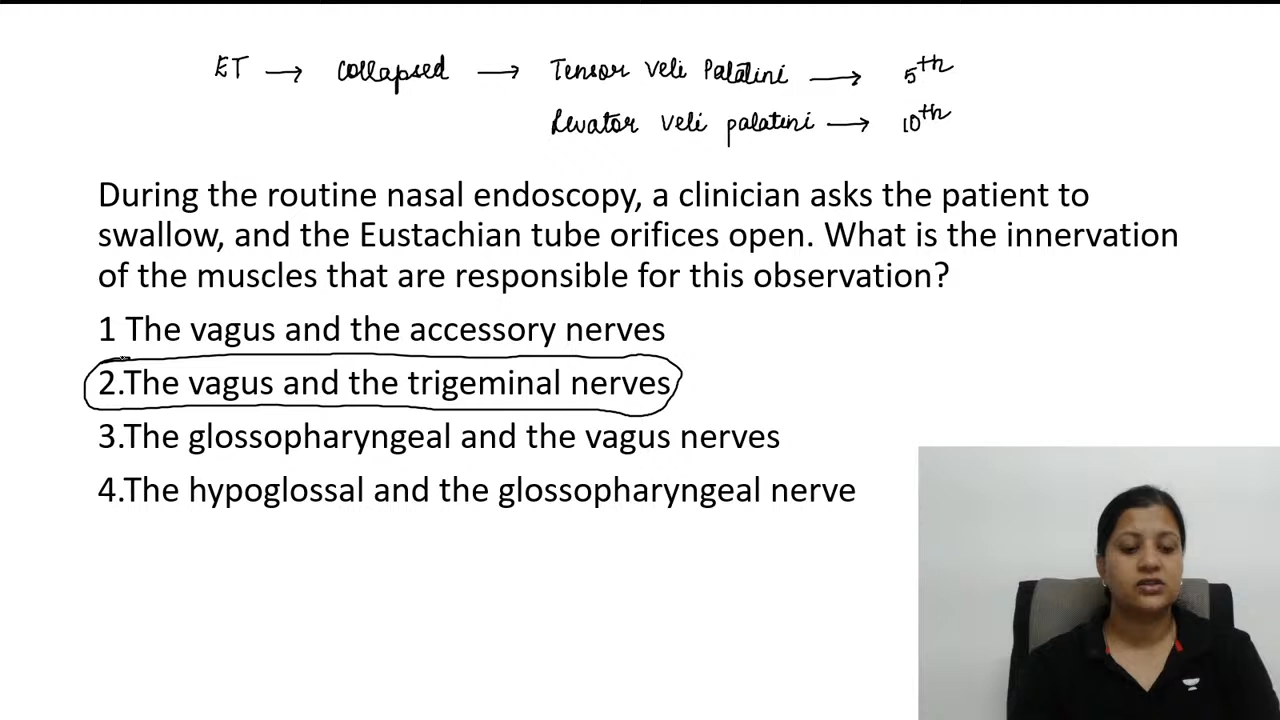 ET → collapsed → Tensor veli Palatini → 5th
Levator veli palatini → 10th
During the routine nasal endoscopy, a clinician asks the patient to
swallow, and the Eustachian tube orifices open. What is the innervation
of the muscles that are responsible for this observation?
1 The vagus and the accessory nerves
2.The vagus and the trigeminal nerves
3.The glossopharyngeal and the vagus nerves
4.The hypoglossal and the glossopharyngeal nerve